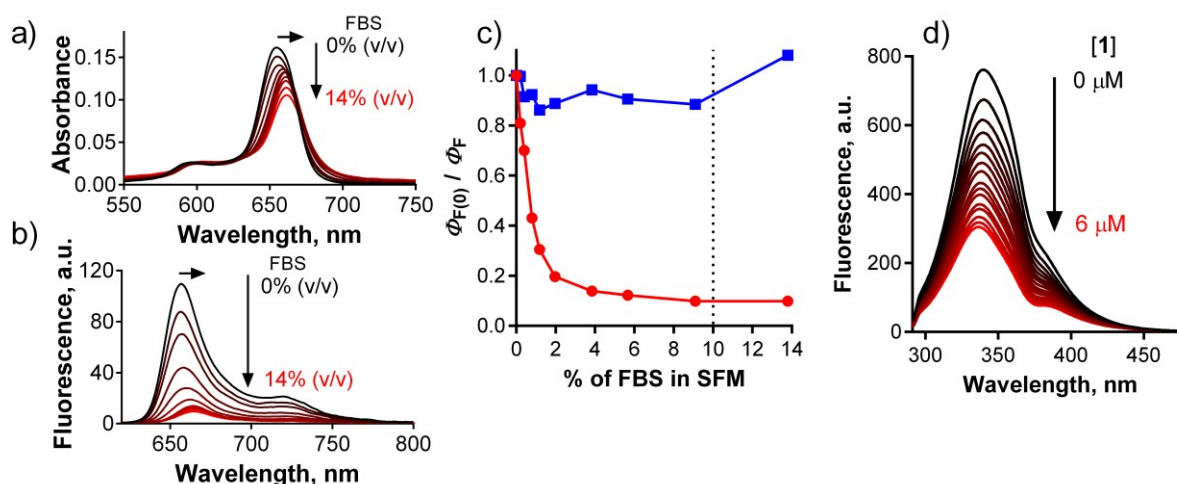 a)
FBS
0% (v/v)
14% (v/v)
0.15
0.10
0.05
0.00
Absorbance
550 600 650 700 750
Wavelength, nm
b)
FBS
0% (v/v)
14% (v/v)
120
80
40
0
Fluorescence, a.u.
650 700 750 800
Wavelength, nm
c)
1.0
0.8
0.6
0.4
0.2
0.0
ΦF(0) / ΦF
0 2 4 6 8 10 12 14
% of FBS in SFM
d)
[1]
0 μM
6 μM
800
600
400
200
0
Fluorescence, a.u.
300 350 400 450
Wavelength, nm